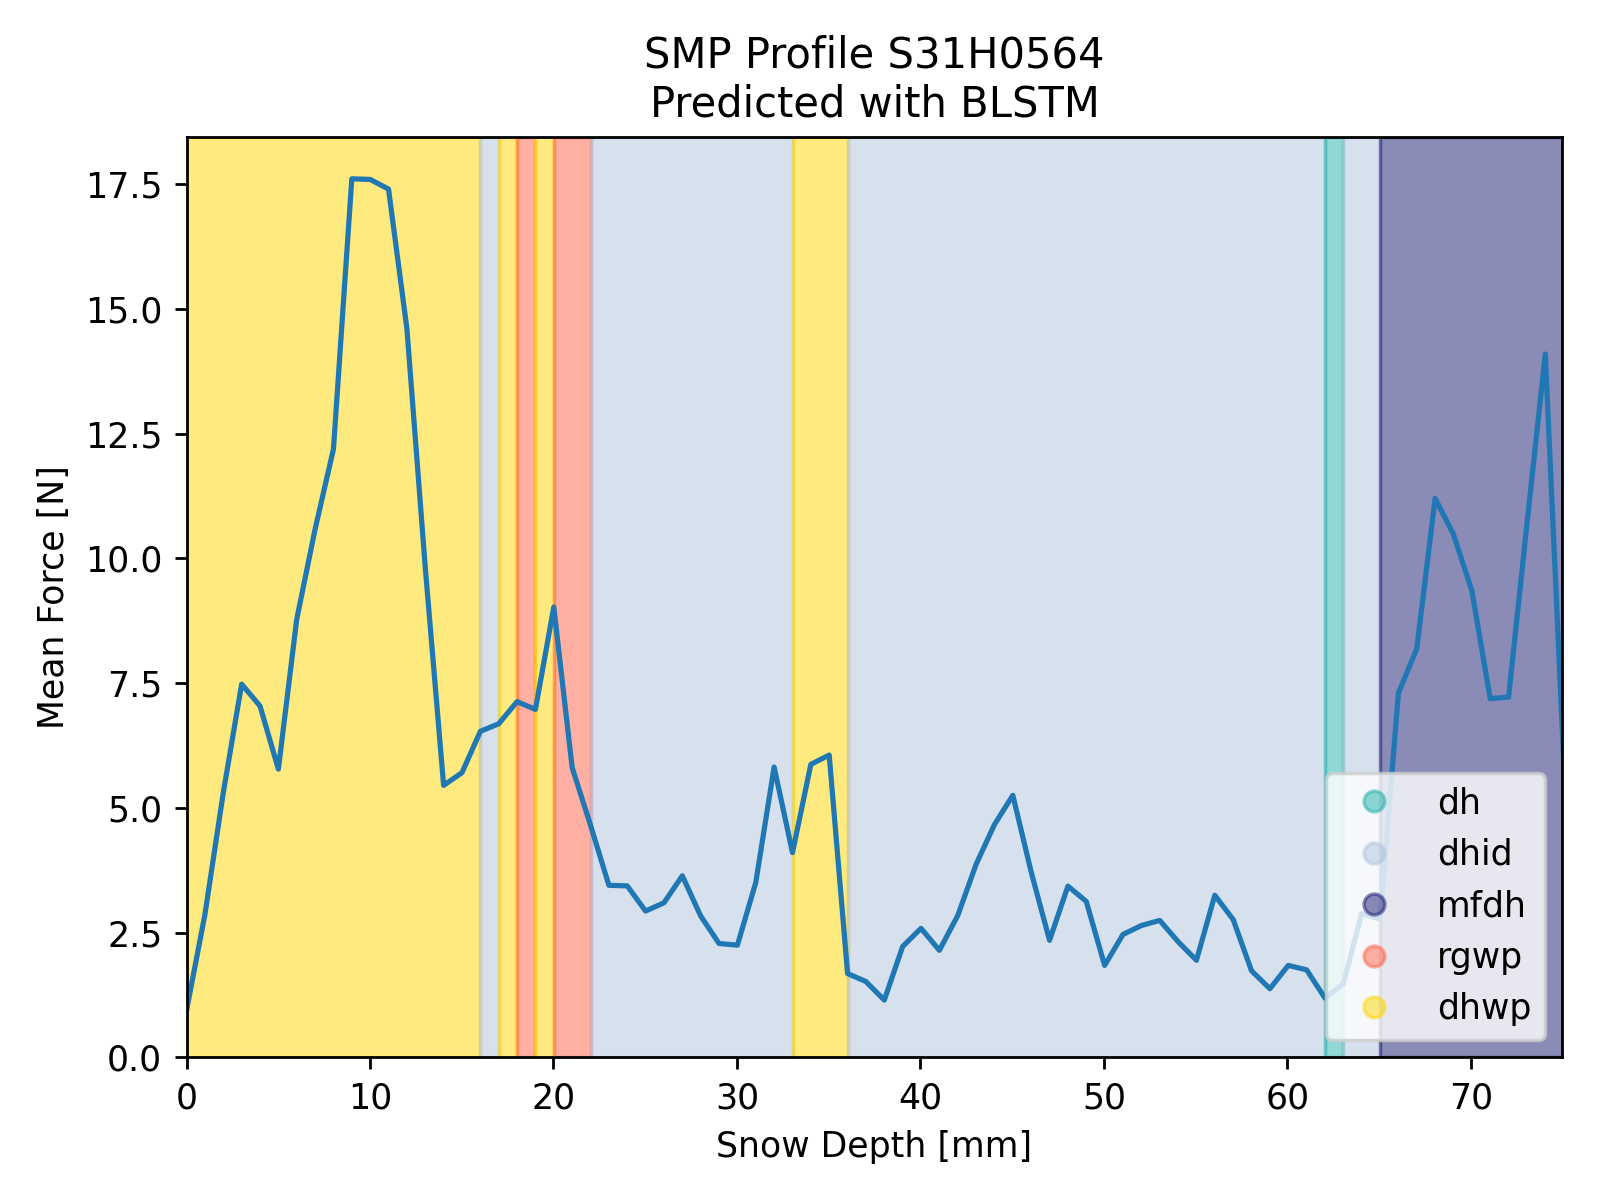 SMP Profile S31H0564
Predicted with BLSTM
Mean Force [N]
17.5
15.0
12.5
10.0
7.5
5.0
2.5
0.0
dh
dhid
mfdh
rgwp
dhwp
0 10 20 30 40 50 60 70
Snow Depth [mm]